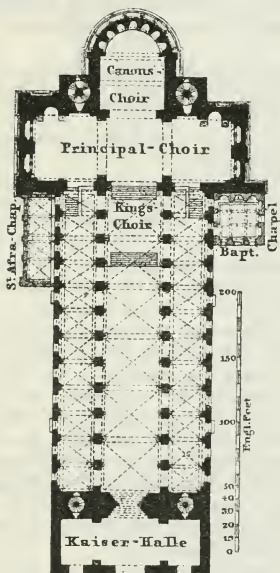 Canons-
Choir
Principal-Choir
St Afra Chap.
Kings
Choir
Bapt.
Chapel
200
150
100
50
40
30
20
10
0
Engl. Feet
Kaiser-Halle